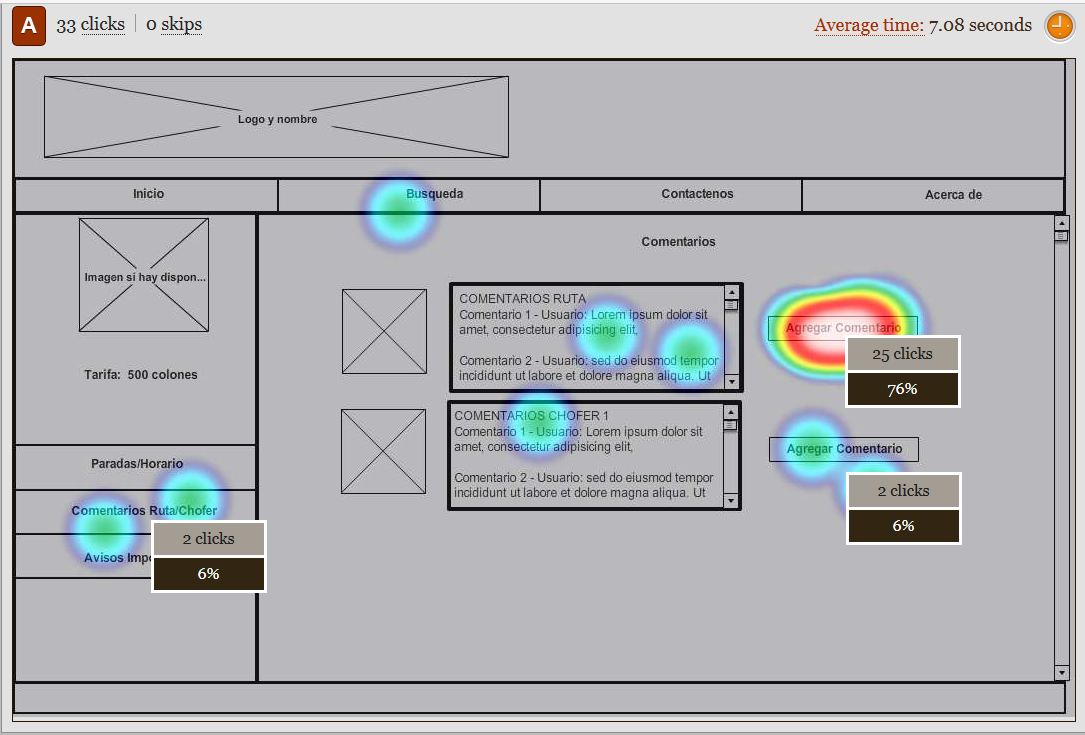 A 33 clicks 0 skips Average time: 7.08 seconds
Logo y nombre
Inicio Busqueda Contactenos Acerca de
Imagen si hay dispon...
Tarifa: 500 colones
Paradas/Horario
Comentarios Ruta/Chofer
Avisos
2 clicks
6%
Comentarios
COMENTARIOS RUTA
Comentario 1 - Usuario: Lorem ipsum dolor sit
amet, consectetur adipisicing elit,
Comentario 2 - Usuario: sed do eiusmod tempor
incididunt ut labore et dolore magna aliqua. Ut
Agregar Comentario
25 clicks
76%
COMENTARIOS CHOFER 1
Comentario 1 - Usuario: Lorem ipsum dolor sit
amet, consectetur adipisicing elit,
Comentario 2 - Usuario: sed do eiusmod tempor
incididunt ut labore et dolore magna aliqua. Ut
Agregar Comentario
2 clicks
6%